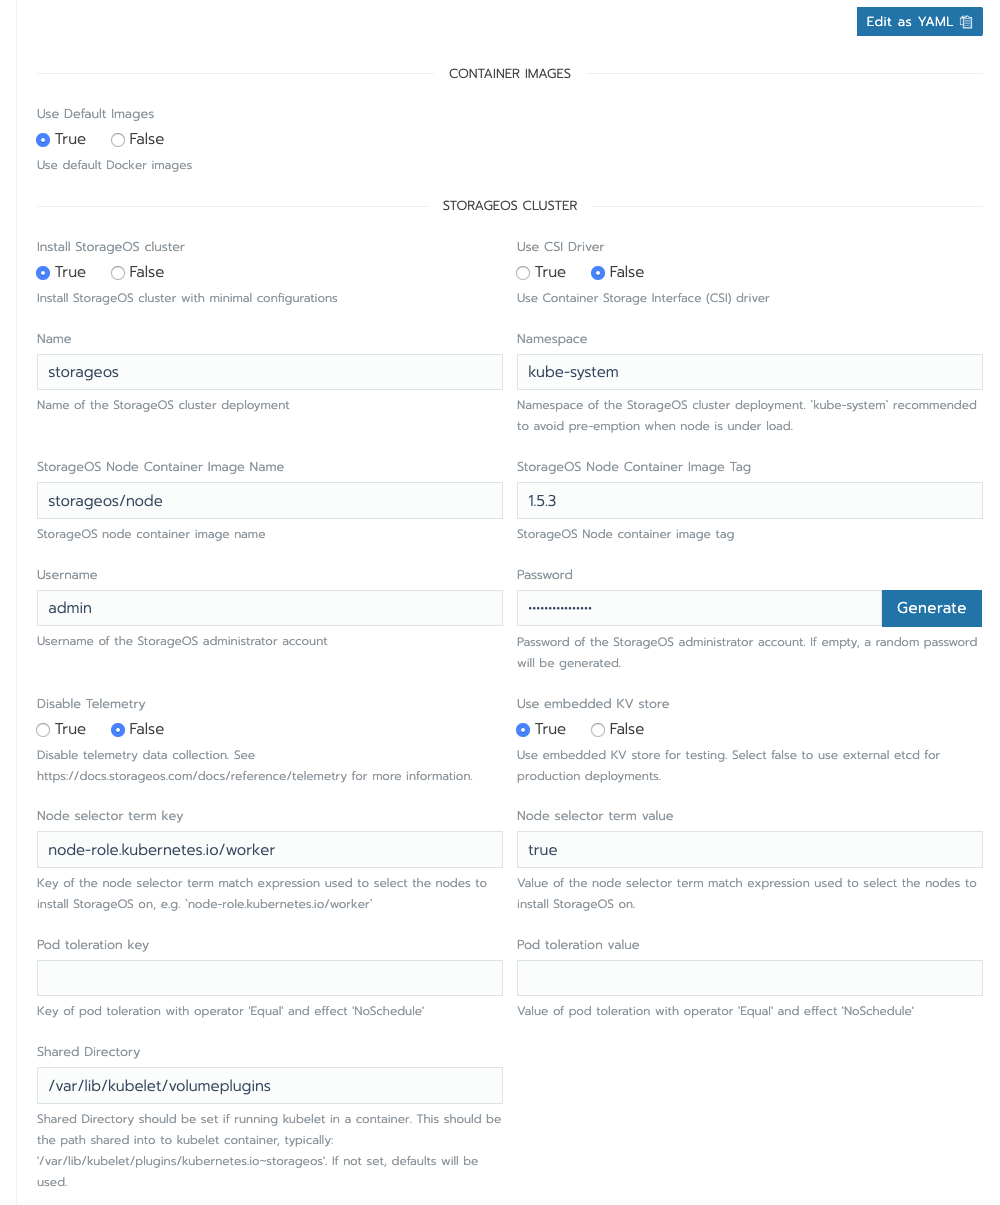 Edit as YAML
CONTAINER IMAGES
Use Default Images
True False
Use default Docker images
STORAGEOS CLUSTER
Install StorageOS cluster
True False
Install StorageOS cluster with minimal configurations
Use CSI Driver
True False
Use Container Storage Interface (CSI) driver
Name
storageos
Name of the StorageOS cluster deployment
Namespace
kube-system
Namespace of the StorageOS cluster deployment. `kube-system` recommended
to avoid pre-emption when node is under load.
StorageOS Node Container Image Name
storageos/node
StorageOS node container image name
StorageOS Node Container Image Tag
1.5.3
StorageOS Node container image tag
Username
admin
Username of the StorageOS administrator account
Password
••••••••••••••••
Generate
Password of the StorageOS administrator account. If empty, a random password
will be generated.
Disable Telemetry
True False
Disable telemetry data collection. See
https://docs.storageos.com/docs/reference/telemetry for more information.
Use embedded KV store
True False
Use embedded KV store for testing. Select false to use external etcd for
production deployments.
Node selector term key
node-role.kubernetes.io/worker
Key of the node selector term match expression used to select the nodes to
install StorageOS on, e.g. `node-role.kubernetes.io/worker`
Node selector term value
true
Value of the node selector term match expression used to select the nodes to
install StorageOS on.
Pod toleration key
Key of pod toleration with operator 'Equal' and effect 'NoSchedule'
Pod toleration value
Value of pod toleration with operator 'Equal' and effect 'NoSchedule'
Shared Directory
/var/lib/kubelet/volumeplugins
Shared Directory should be set if running kubelet in a container. This should be
the path shared into to kubelet container, typically:
'/var/lib/kubelet/plugins/kubernetes.io~storageos'. If not set, defaults will be
used.